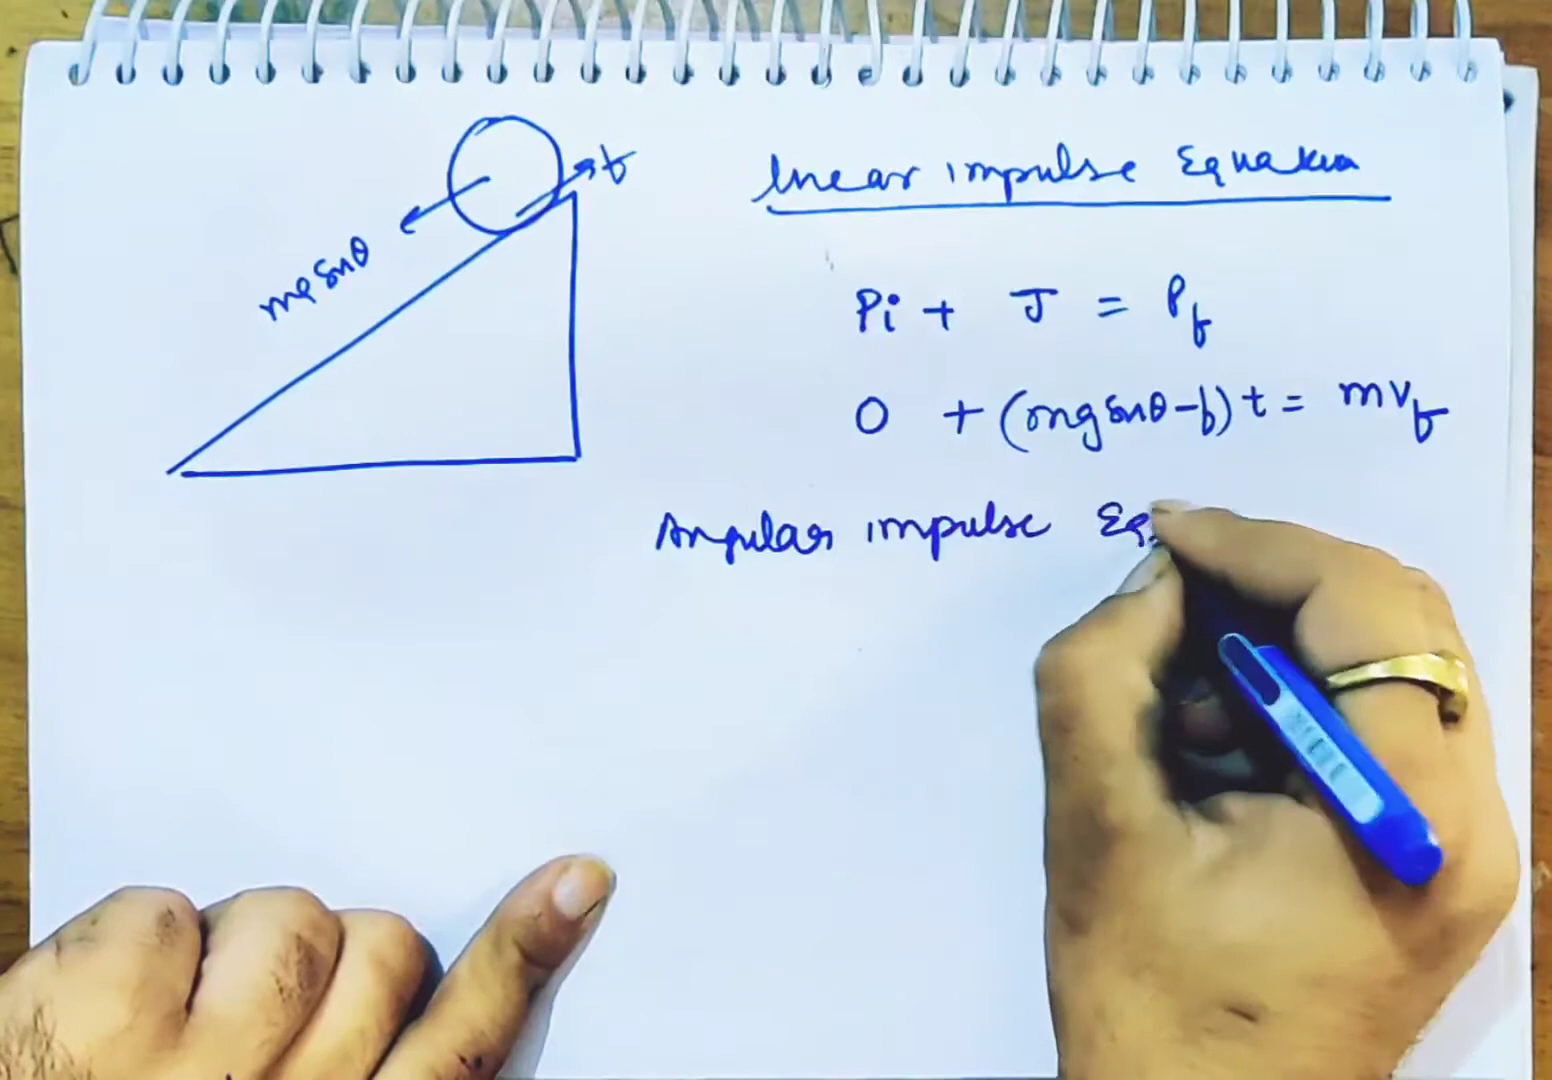 f
mg sinθ
linear impulse Equation
Pi + J = Pf
0 + (mg sinθ - f) t = mvf
Angular impulse Eq